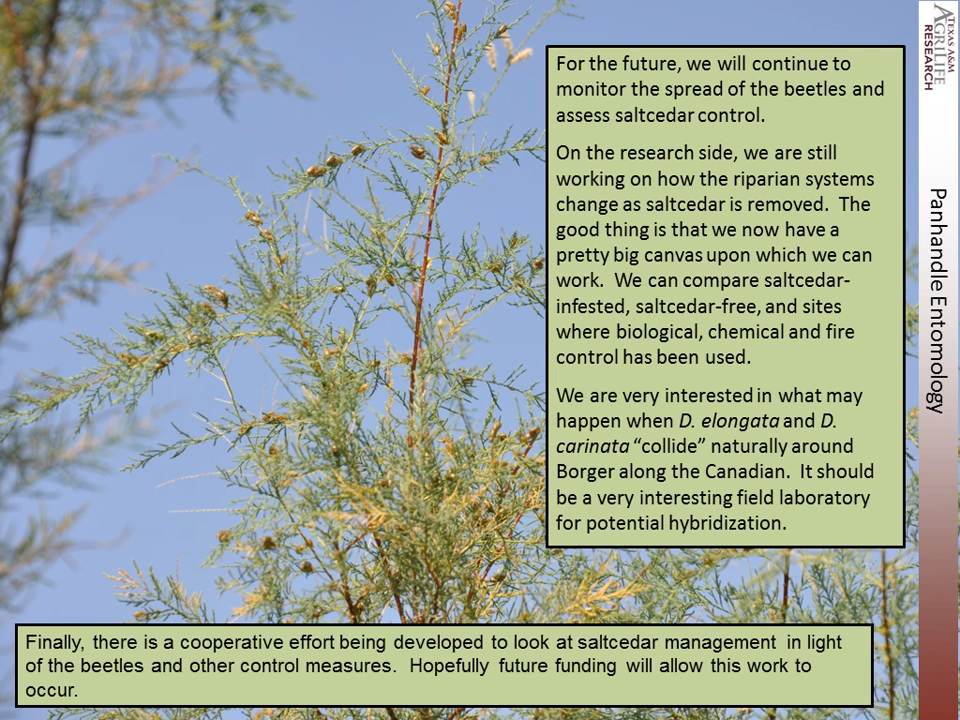 For the future, we will continue to
monitor the spread of the beetles and
assess saltcedar control.
On the research side, we are still
working on how the riparian systems
change as saltcedar is removed.  The
good thing is that we now have a
pretty big canvas upon which we can
work.  We can compare saltcedar-
infested, saltcedar-free, and sites
where biological, chemical and fire
control has been used.
We are very interested in what may
happen when D. elongata and D.
carinata “collide” naturally around
Borger along the Canadian.  It should
be a very interesting field laboratory
for potential hybridization.
Finally, there is a cooperative effort being developed to look at saltcedar management in light
of the beetles and other control measures.  Hopefully future funding will allow this work to
occur.
TEXAS A&M
AGRILIFE
RESEARCH
Panhandle Entomology